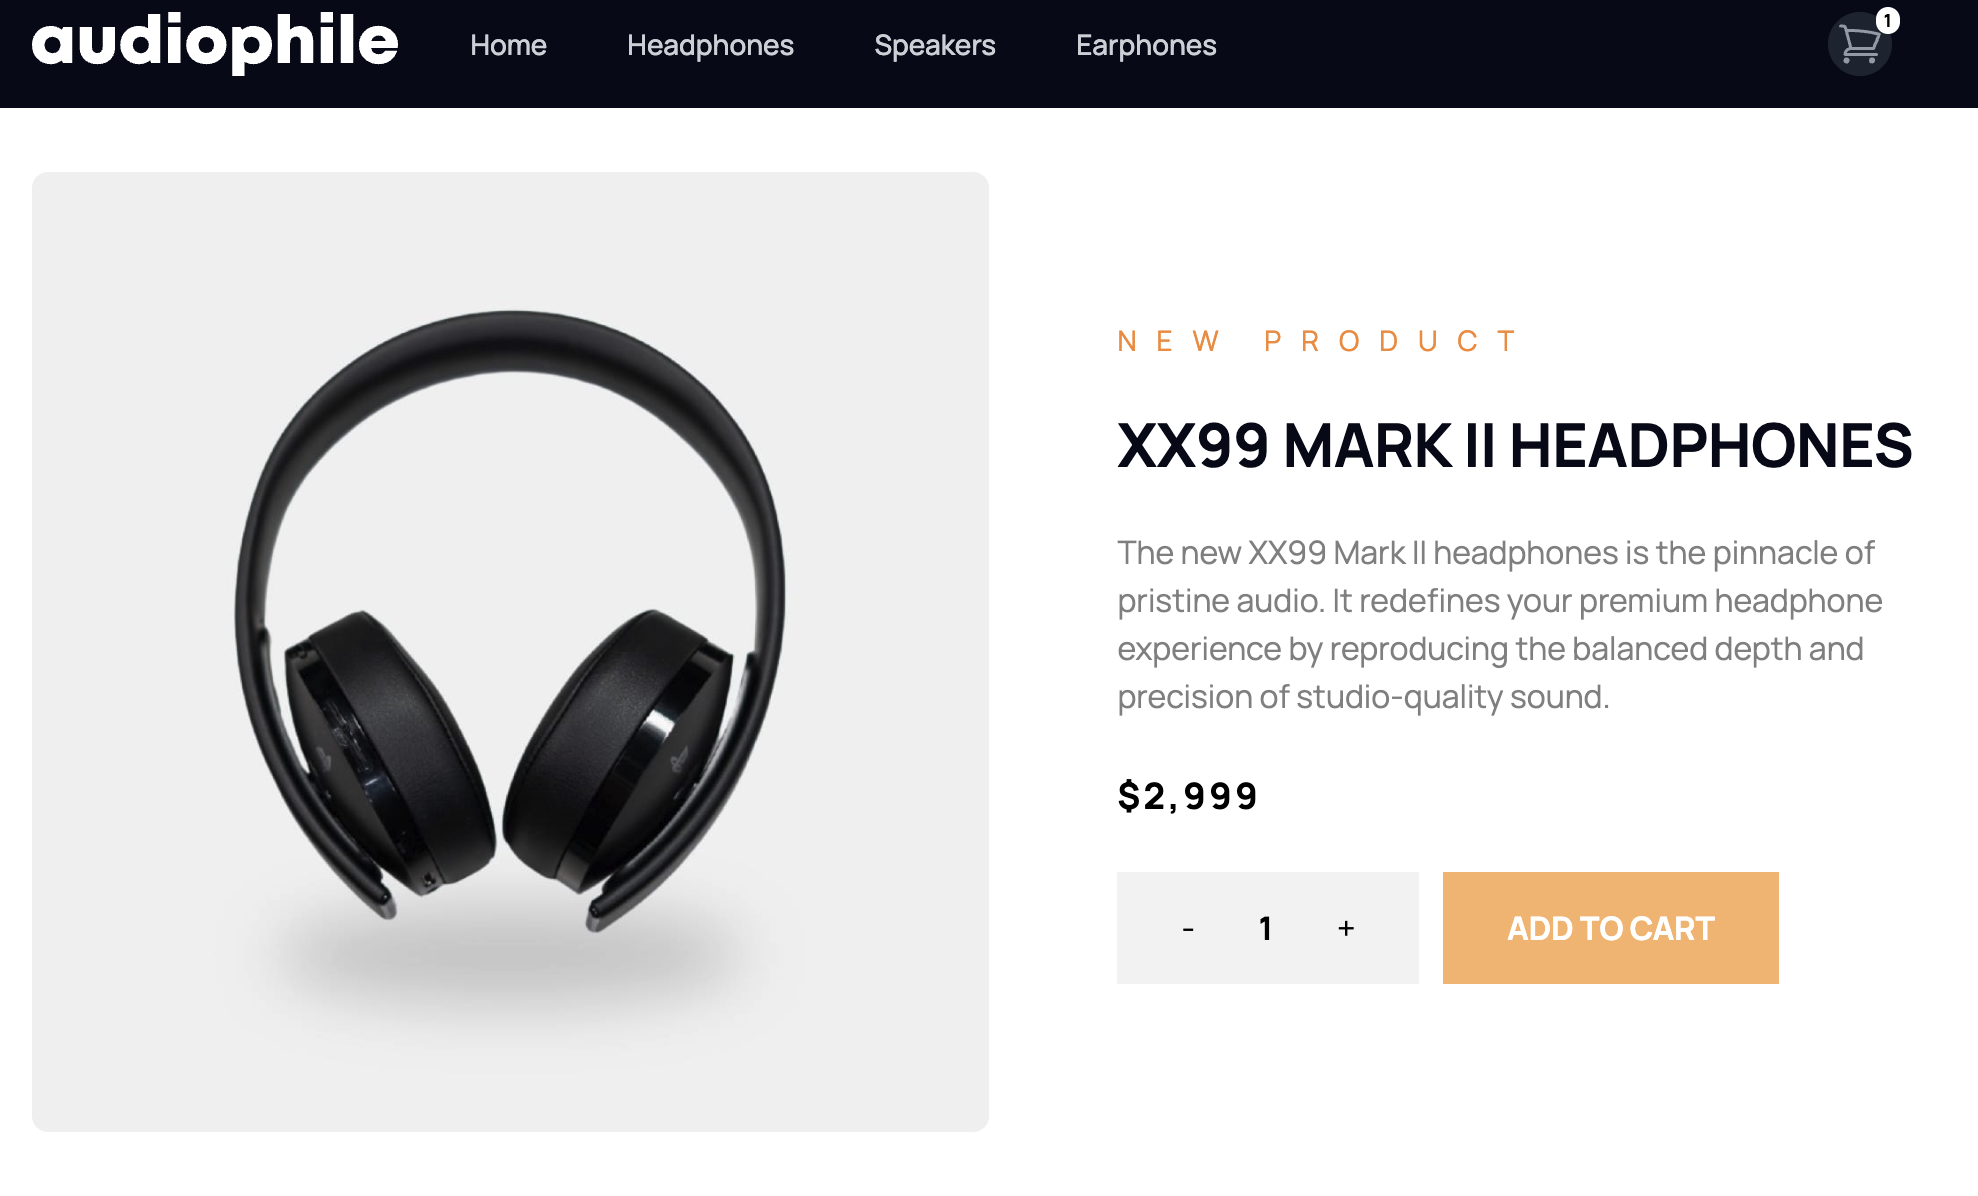 audiophile
Home
Headphones
Speakers
Earphones
1
NEW PRODUCT
XX99 MARK II HEADPHONES
The new XX99 Mark II headphones is the pinnacle of
pristine audio. It redefines your premium headphone
experience by reproducing the balanced depth and
precision of studio-quality sound.
$2,999
- 1 +
ADD TO CART